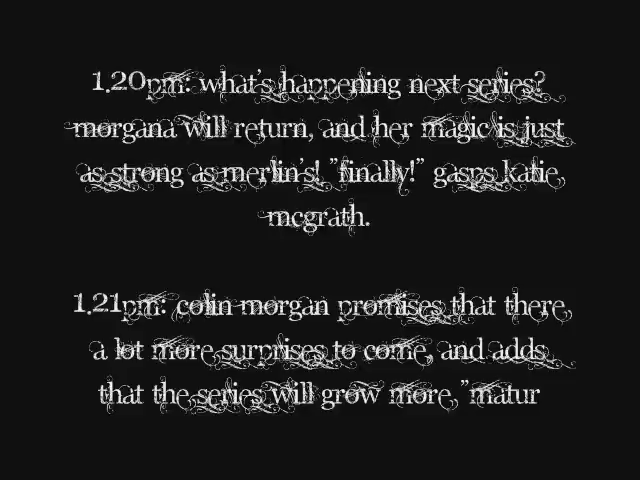 1.20pm: what's happening next series?
morgana will return, and her magic is just
as strong as merlin's! "finally!" gasps katie
mcgrath.
1.21pm: colin morgan promises that there
a lot more surprises to come, and adds
that the series will grow more "matur